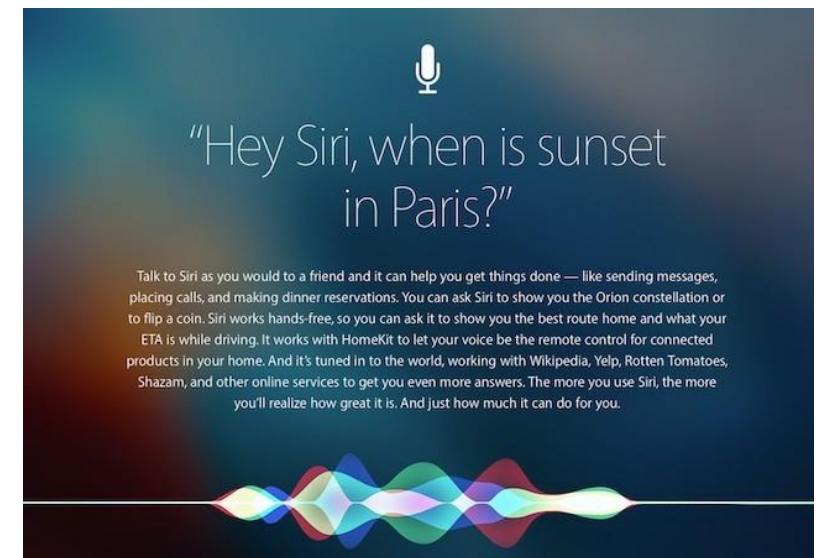 “Hey Siri, when is sunset
in Paris?”
Talk to Siri as you would to a friend and it can help you get things done — like sending messages,
placing calls, and making dinner reservations. You can ask Siri to show you the Orion constellation or
to flip a coin. Siri works hands-free, so you can ask it to show you the best route home and what your
ETA is while driving. It works with HomeKit to let your voice be the remote control for connected
products in your home. And it’s tuned in to the world, working with Wikipedia, Yelp, Rotten Tomatoes,
Shazam, and other online services to get you even more answers. The more you use Siri, the more
you’ll realize how great it is. And just how much it can do for you.